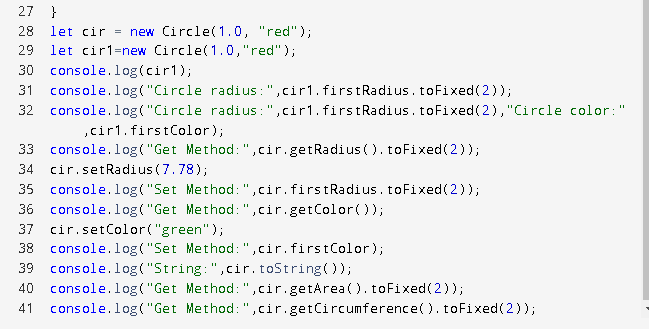 27 }
28 let cir = new Circle(1.0, "red");
29 let cir1=new Circle(1.0,"red");
30 console.log(cir1);
31 console.log("Circle radius:",cir1.firstRadius.toFixed(2));
32 console.log("Circle radius:",cir1.firstRadius.toFixed(2),"Circle color:"
,cir1.firstColor);
33 console.log("Get Method:",cir.getRadius().toFixed(2));
34 cir.setRadius(7.78);
35 console.log("Set Method:",cir.firstRadius.toFixed(2));
36 console.log("Get Method:",cir.getColor());
37 cir.setColor("green");
38 console.log("Set Method:",cir.firstColor);
39 console.log("String:",cir.toString());
40 console.log("Get Method:",cir.getArea().toFixed(2));
41 console.log("Get Method:",cir.getCircumference().toFixed(2));